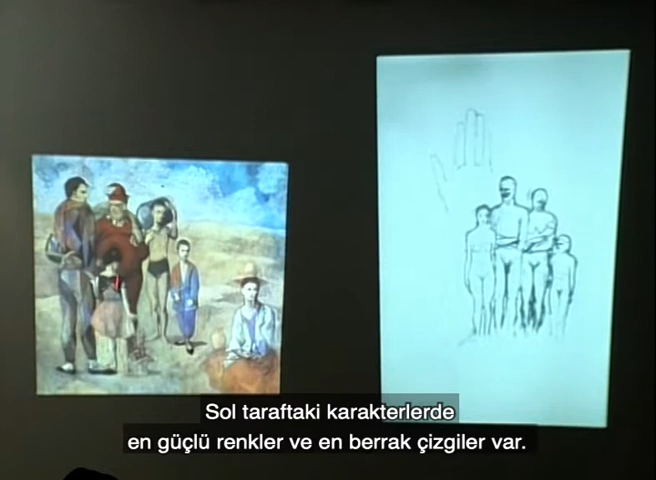 Sol taraftaki karakterlerde
en güçlü renkler ve en berrak çizgiler var.